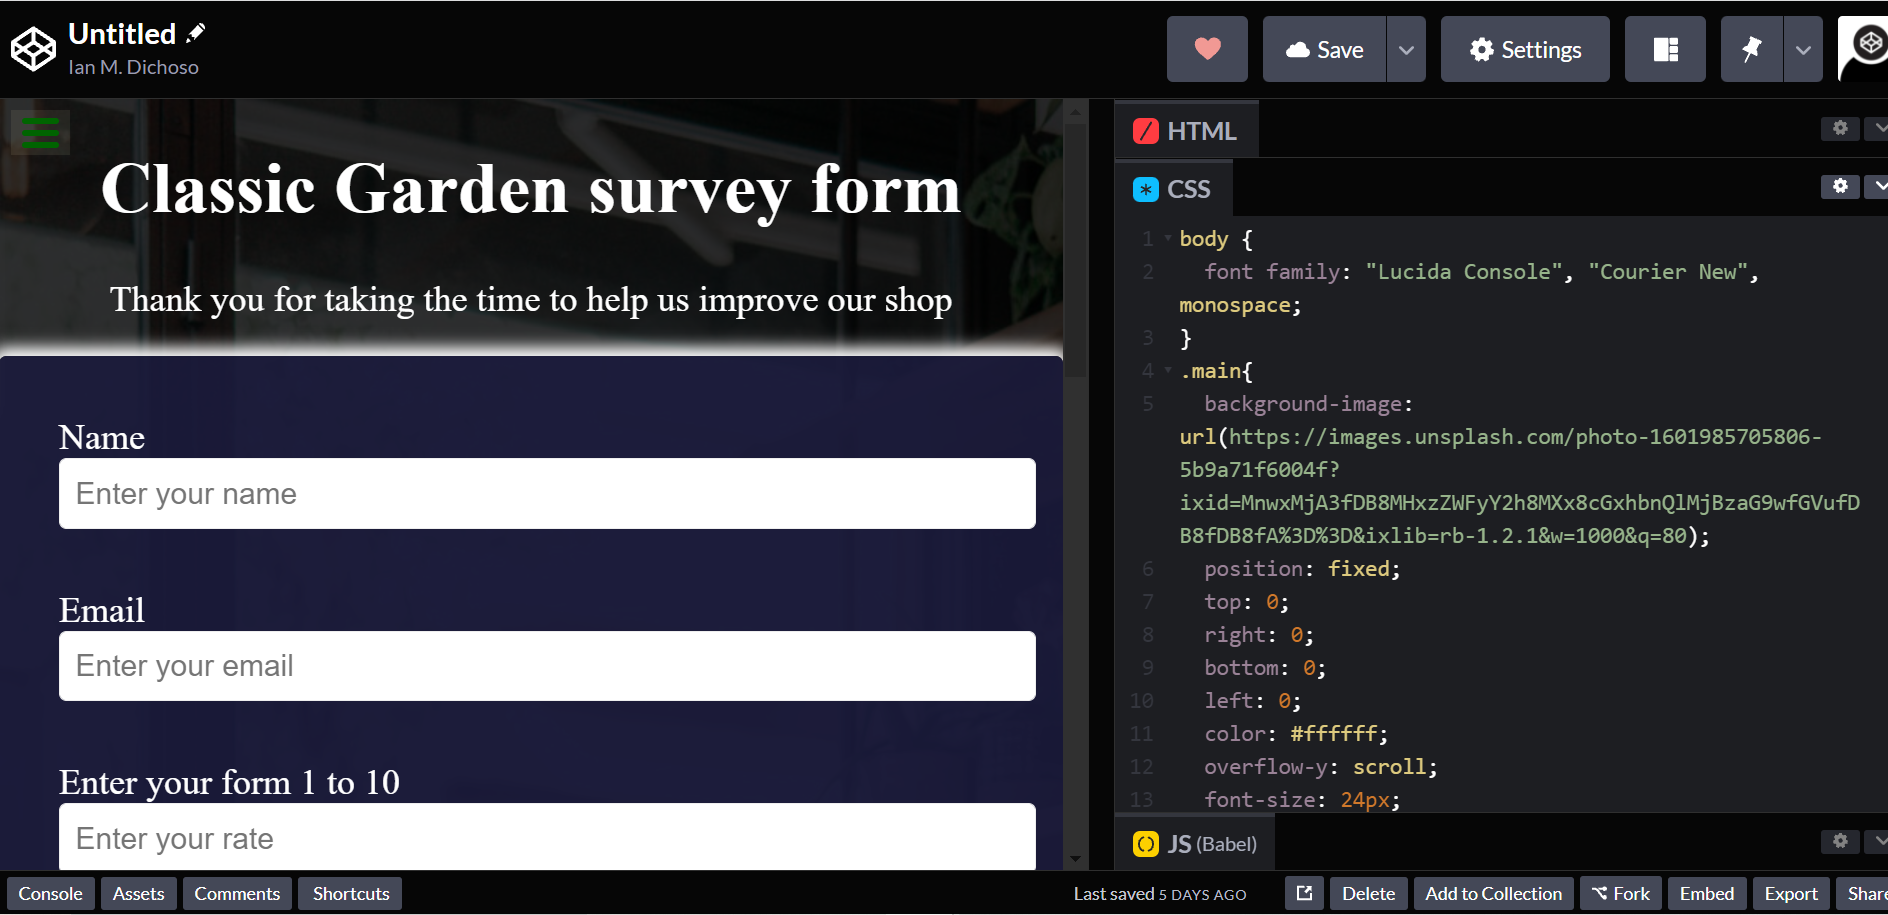 Untitled
Ian M. Dichoso
Save
Settings
Classic Garden survey form
Thank you for taking the time to help us improve our shop
Name
Enter your name
Email
Enter your email
Enter your form 1 to 10
Enter your rate
HTML
CSS
1 body {
2 font family: "Lucida Console", "Courier New",
monospace;
3 }
4 .main{
5 background-image:
url(https://images.unsplash.com/photo-1601985705806-
5b9a71f6004f?
ixid=MnwxMjA3fDB8MHxzZWFyY2h8MXx8cGxhbnQlMjBzaG9wfGVufD
B8fDB8fA%3D%3D&ixlib=rb-1.2.1&w=1000&q=80);
6 position: fixed;
7 top: 0;
8 right: 0;
9 bottom: 0;
10 left: 0;
11 color: #ffffff;
12 overflow-y: scroll;
13 font-size: 24px;
JS (Babel)
Console Assets Comments Shortcuts
Last saved 5 DAYS AGO
Delete Add to Collection Fork Embed Export Share